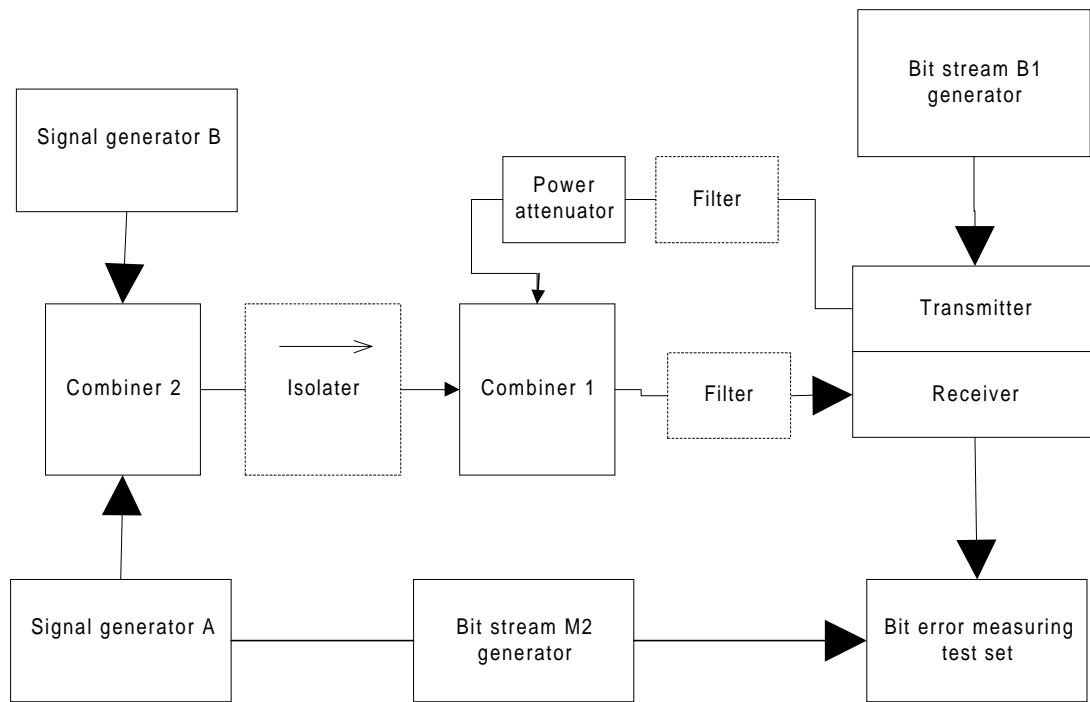 Bit stream B1
generator
Signal generator B
Power
attenuator
Filter
Transmitter
Combiner 2
Isolater
Combiner 1
Filter
Receiver
Signal generator A
Bit stream M2
generator
Bit error measuring
test set